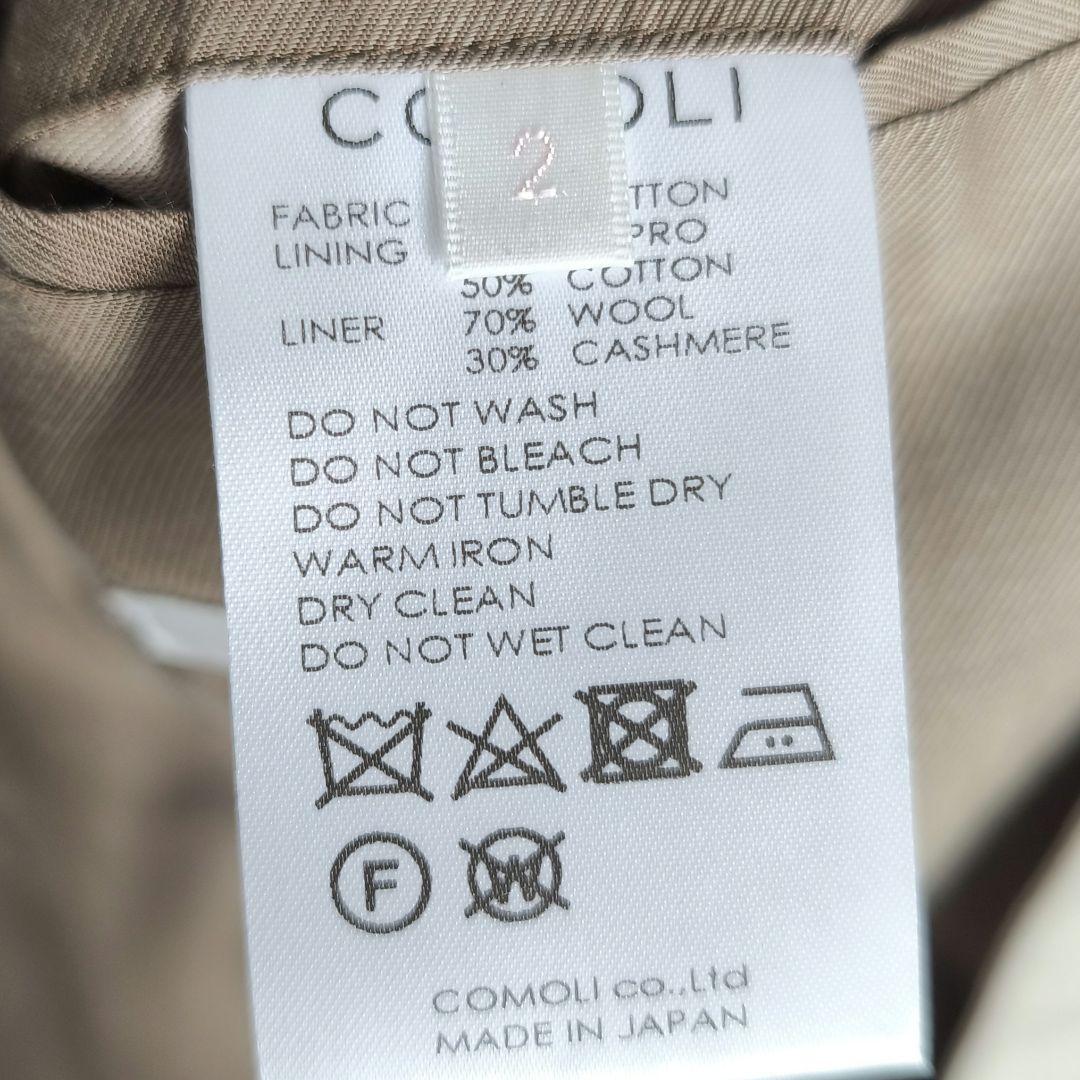 2
FABRIC
LINING
50% COTTON
LINER 70% WOOL
30% CASHMERE
DO NOT WASH
DO NOT BLEACH
DO NOT TUMBLE DRY
WARM IRON
DRY CLEAN
DO NOT WET CLEAN
F W
COMOLI co.,Ltd
MADE IN JAPAN